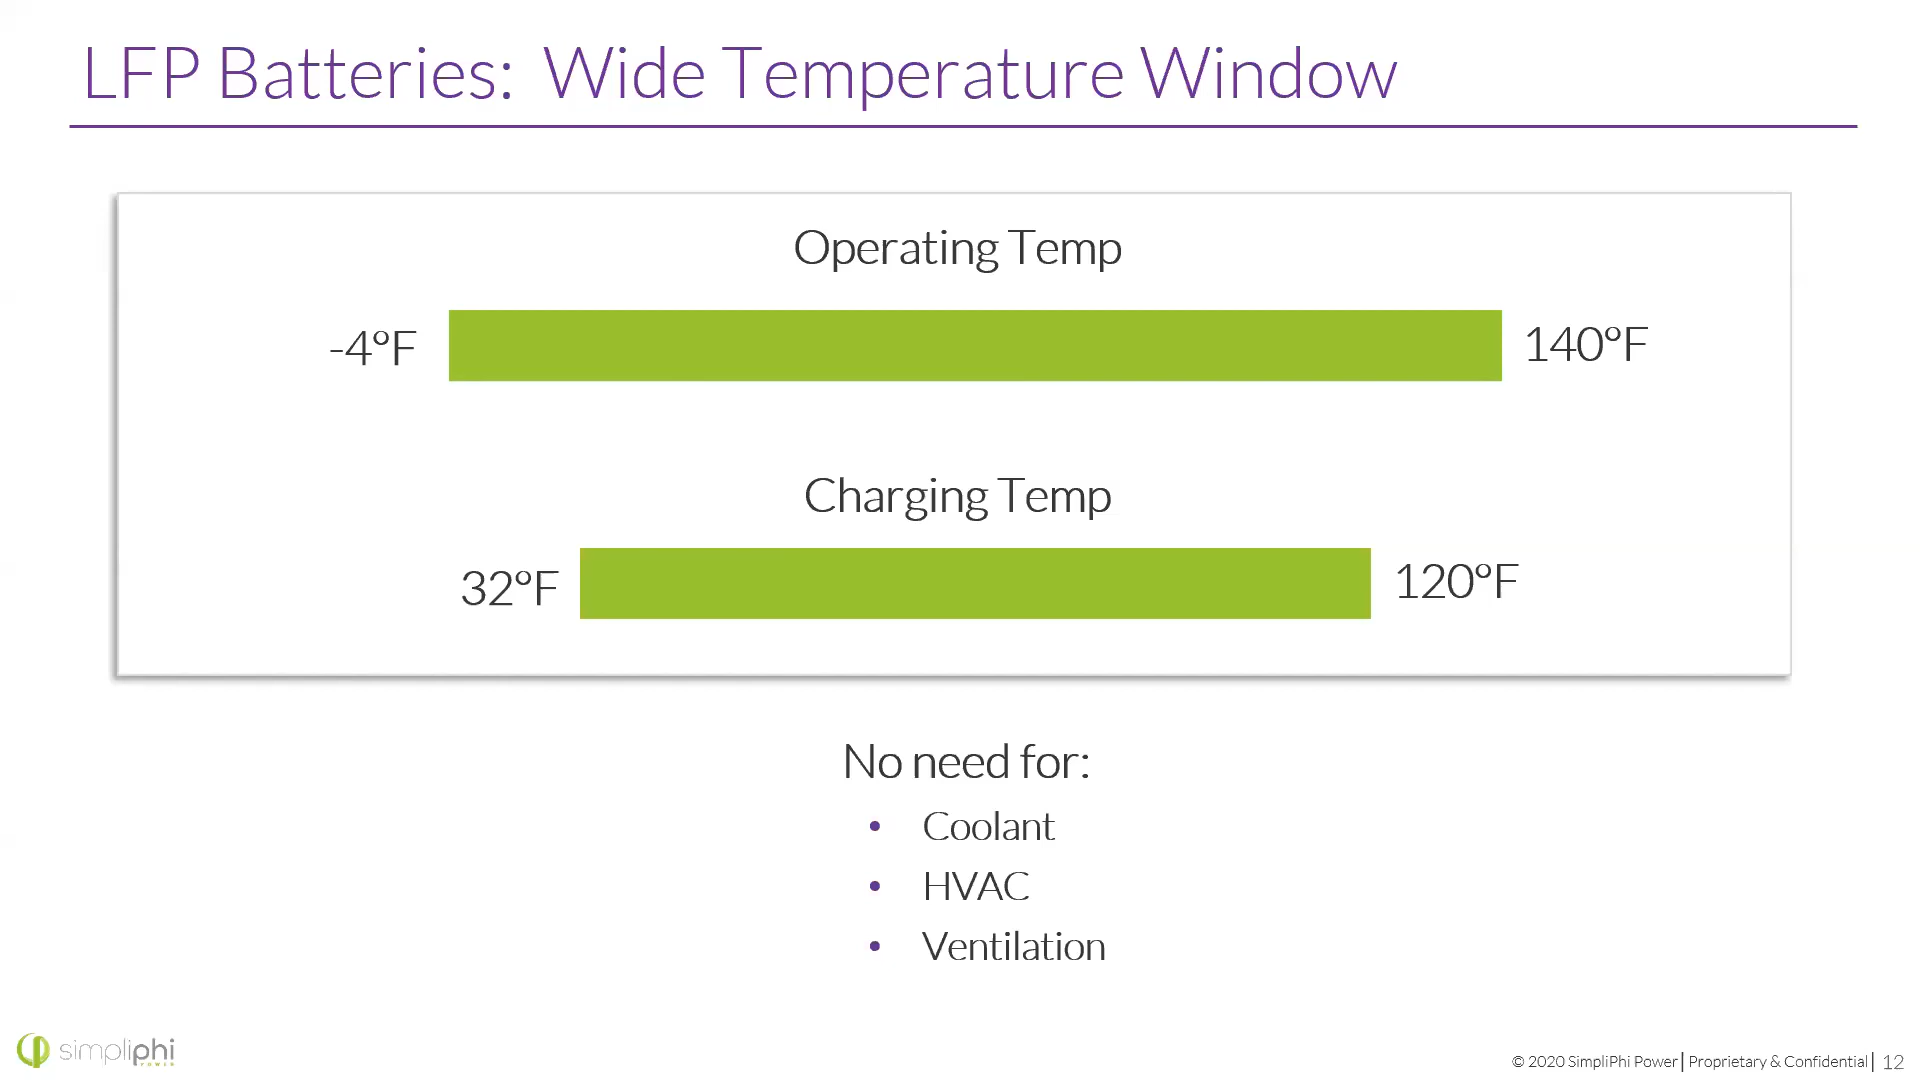 LFP Batteries: Wide Temperature Window
Operating Temp
-4°F
140°F
Charging Temp
32°F
120°F
No need for:
• Coolant
• HVAC
• Ventilation
simpliphi
POWER
© 2020 SimpliPhi Power| Proprietary & Confidential| 12